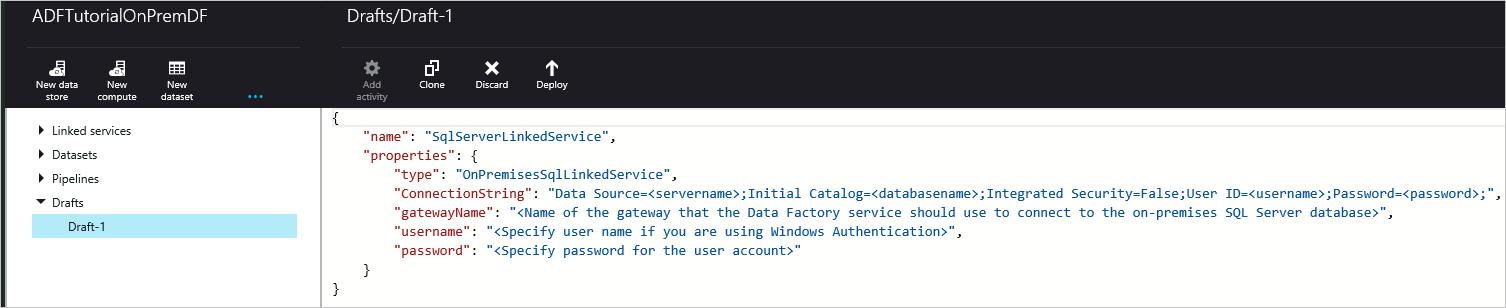 ADFTutorialOnPremDF
Drafts/Draft-1
New data store
New compute
New dataset
...
Add activity
Clone
Discard
Deploy
Linked services
Datasets
Pipelines
Drafts
Draft-1
{
"name": "SqlServerLinkedService",
"properties": {
"type": "OnPremisesSqlLinkedService",
"ConnectionString": "Data Source=<servername>;Initial Catalog=<databasename>;Integrated Security=False;User ID=<username>;Password=<password>;",
"gatewayName": "<Name of the gateway that the Data Factory service should use to connect to the on-premises SQL Server database>",
"username": "<Specify user name if you are using Windows Authentication>",
"password": "<Specify password for the user account>"
}
}